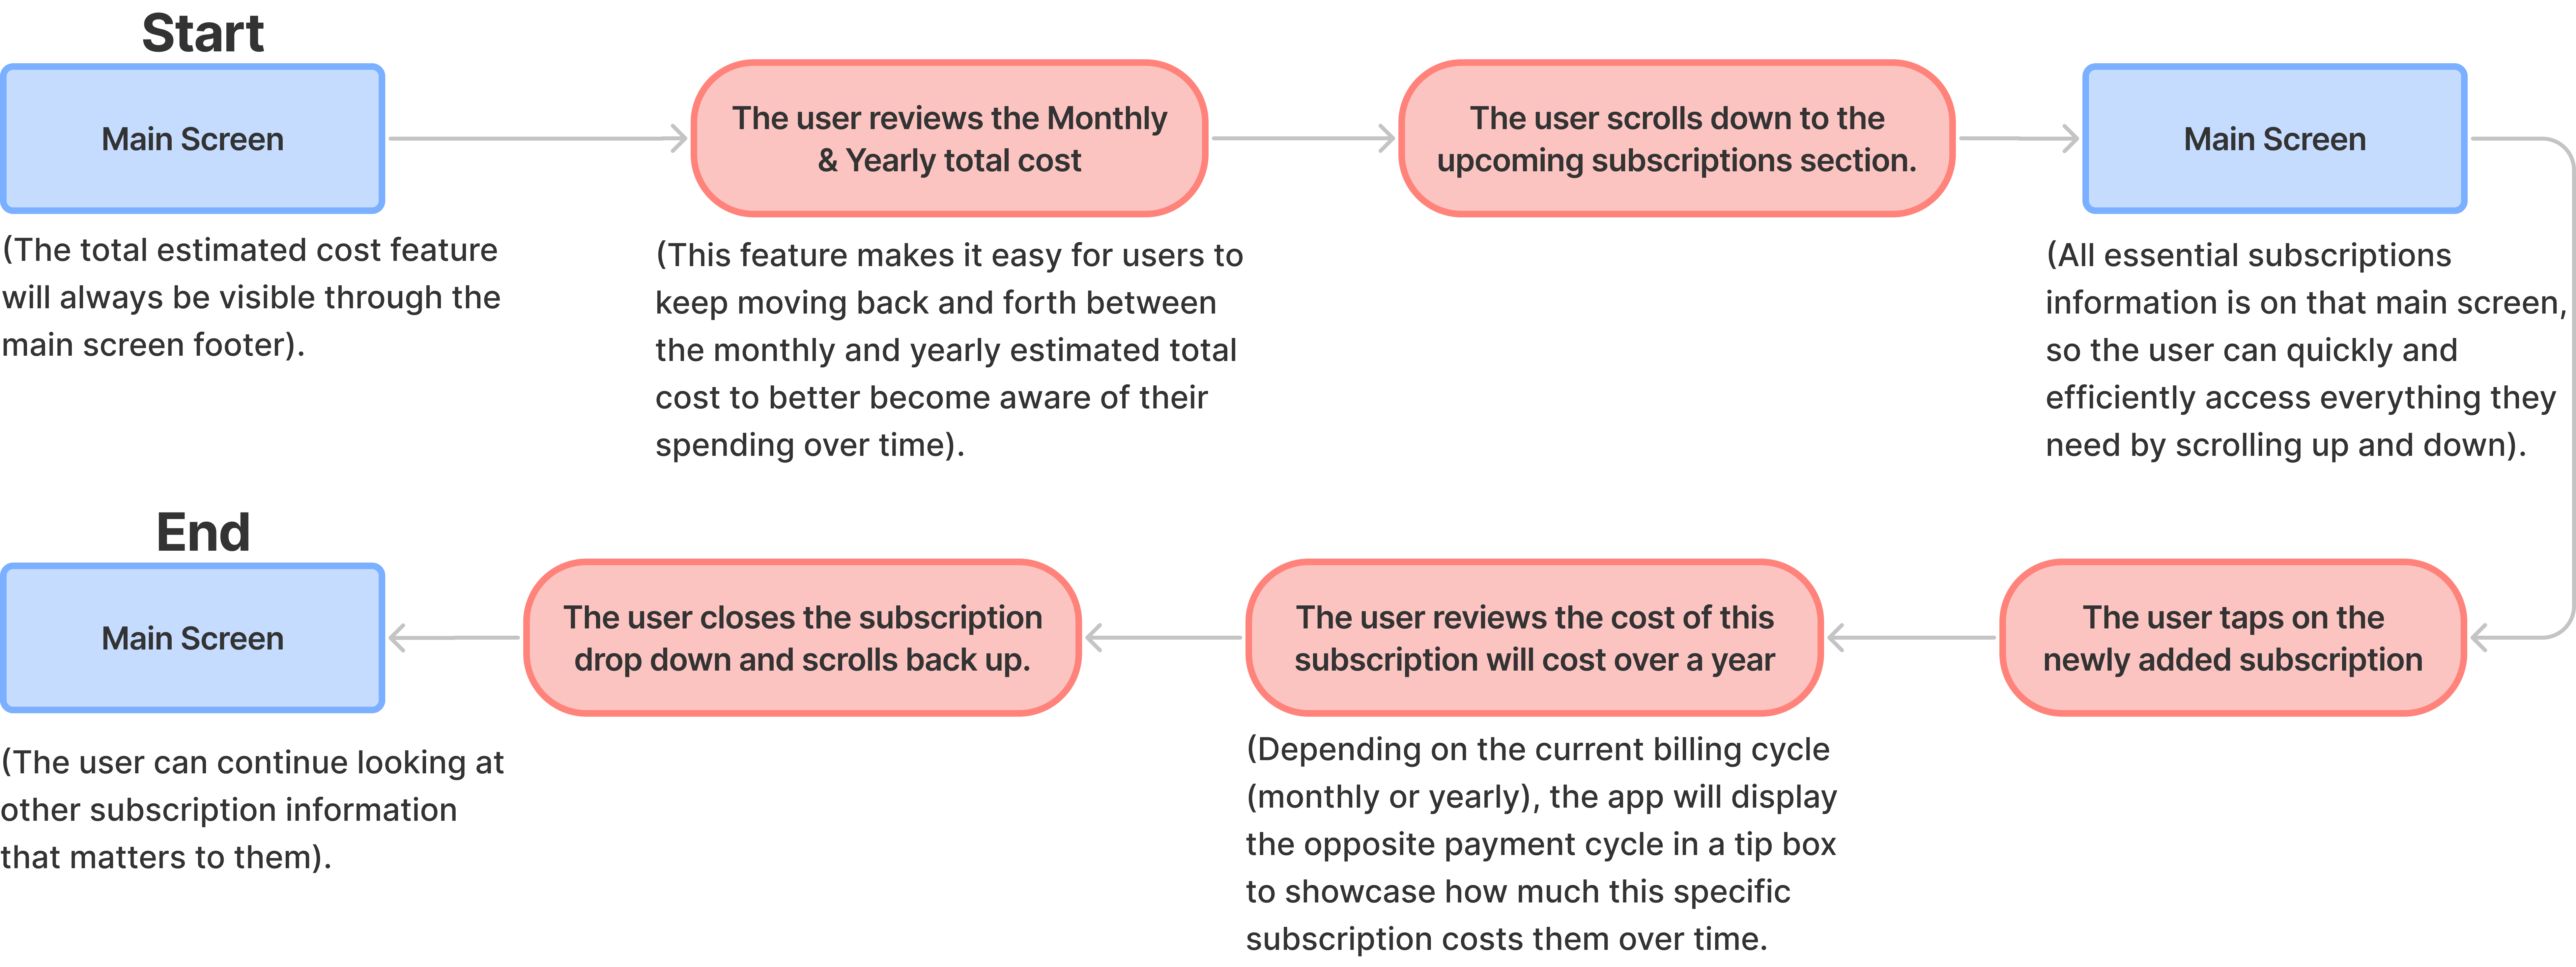 Start
Main Screen
(The total estimated cost feature
will always be visible through the
main screen footer).
The user reviews the Monthly
& Yearly total cost
(This feature makes it easy for users to
keep moving back and forth between
the monthly and yearly estimated total
cost to better become aware of their
spending over time).
The user scrolls down to the
upcoming subscriptions section.
Main Screen
(All essential subscriptions
information is on that main screen,
so the user can quickly and
efficiently access everything they
need by scrolling up and down).
The user taps on the
newly added subscription
The user reviews the cost of this
subscription will cost over a year
(Depending on the current billing cycle
(monthly or yearly), the app will display
the opposite payment cycle in a tip box
to showcase how much this specific
subscription costs them over time.
The user closes the subscription
drop down and scrolls back up.
End
Main Screen
(The user can continue looking at
other subscription information
that matters to them).